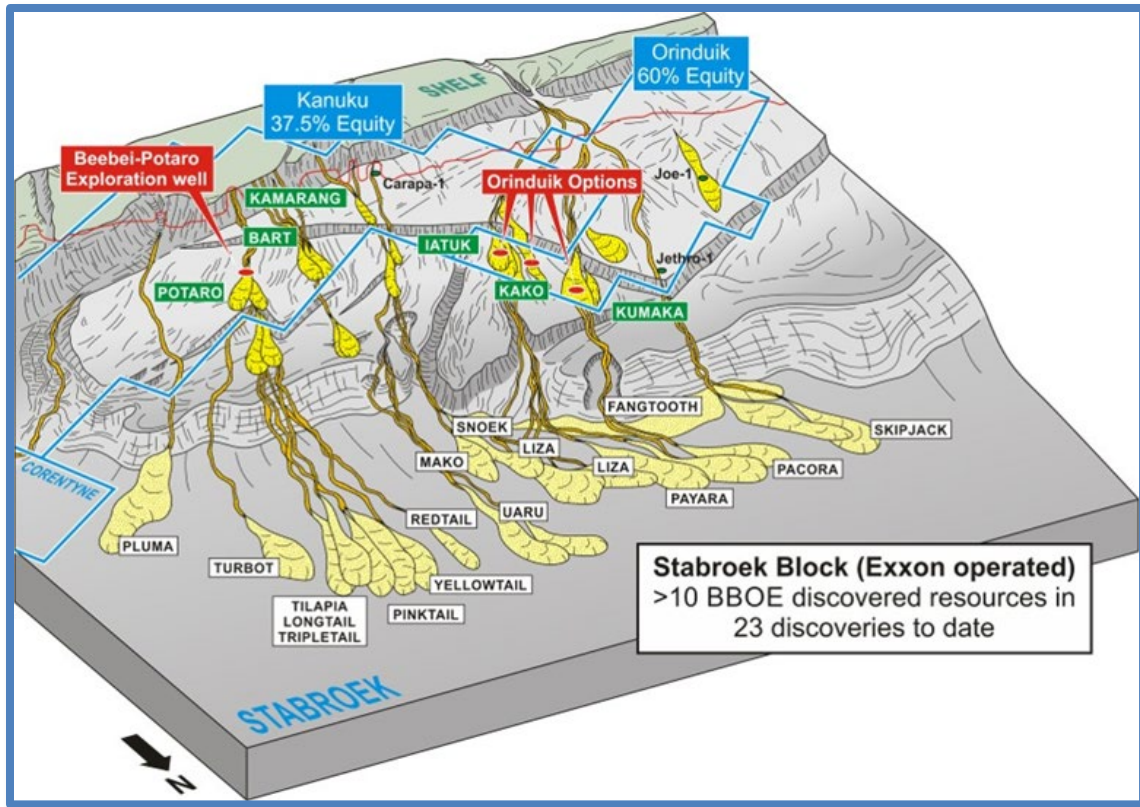 SHELF
Kanuku
37.5% Equity
Orinduik
60% Equity
Beebei-Potaro
Exploration well
KAMARANG
Carapa-1
Orinduik Options
Joe-1
BART
IATUK
Jethro-1
POTARO
KAKO
KUMAKA
FANGTOOTH
SNOEK
SKIPJACK
LIZA
MAKO
LIZA
PACORA
PAYARA
CORENTYNE
UARU
REDTAIL
PLUMA
TURBOT
YELLOWTAIL
TILAPIA
LONGTAIL
TRIPLETAIL
PINKTAIL
Stabroek Block (Exxon operated)
>10 BBOE discovered resources in
23 discoveries to date
STABROEK
N